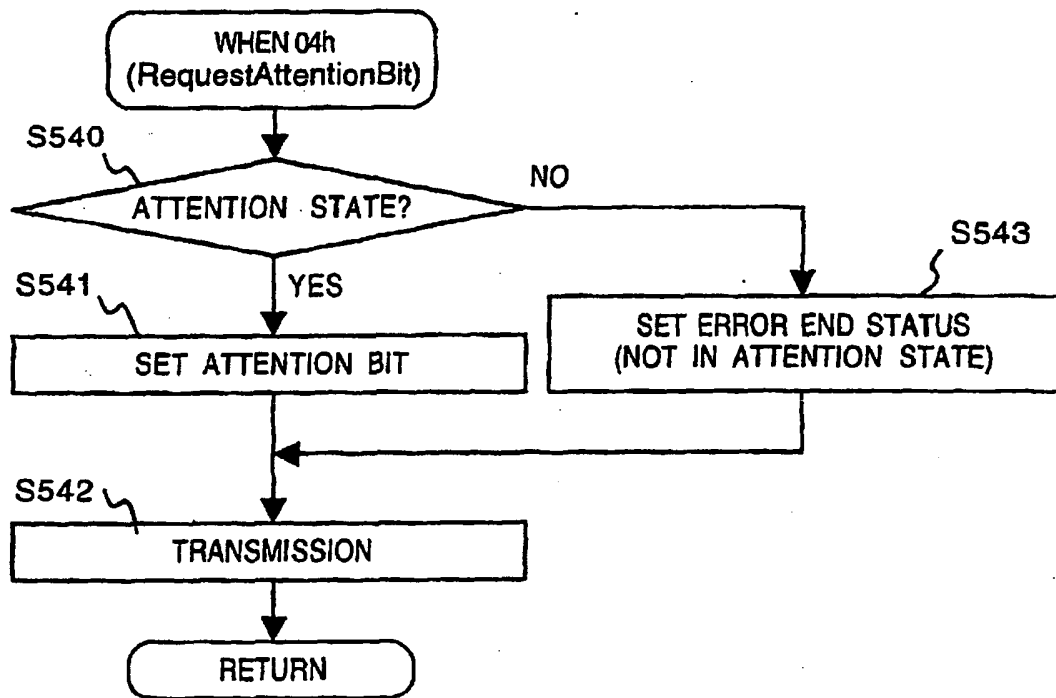 WHEN 04h
(RequestAttentionBit)
S540
ATTENTION STATE?
NO
S543
S541
YES
SET ATTENTION BIT
SET ERROR END STATUS
(NOT IN ATTENTION STATE)
S542
TRANSMISSION
RETURN